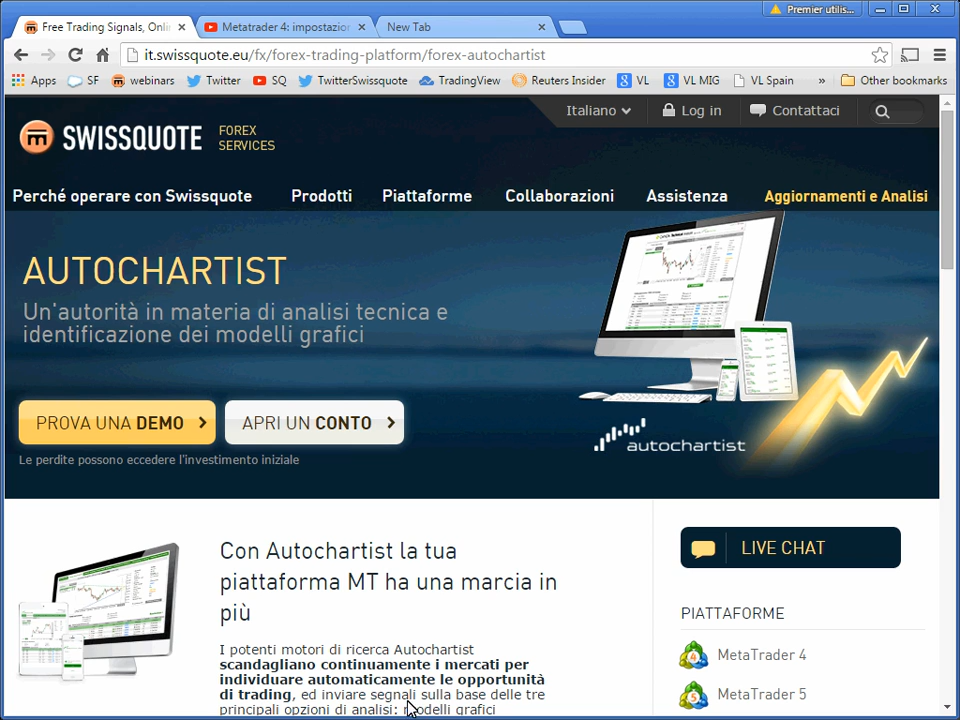 Premier utilis...
Free Trading Signals, Onlin
Metatrader 4: impostazion
New Tab
it.swissquote.eu/fx/forex-trading-platform/forex-autochartist
Apps SF webinars Twitter SQ TwitterSwissquote TradingView Reuters Insider VL VL MIG VL Spain » Other bookmarks
Italiano Log in Contattaci
SWISSQUOTE
FOREX
SERVICES
Perché operare con Swissquote Prodotti Piattaforme Collaborazioni Assistenza Aggiornamenti e Analisi
AUTOCHARTIST
Un'autorità in materia di analisi tecnica e
identificazione dei modelli grafici
PROVA UNA DEMO
APRI UN CONTO
Le perdite possono eccedere l'investimento iniziale
autochartist
Con Autochartist la tua
piattaforma MT ha una marcia in
più
I potenti motori di ricerca Autochartist
scandagliano continuamente i mercati per
individuare automaticamente le opportunità
di trading, ed inviare segnali sulla base delle tre
principali opzioni di analisi: modelli grafici
LIVE CHAT
PIATTAFORME
MetaTrader 4
MetaTrader 5